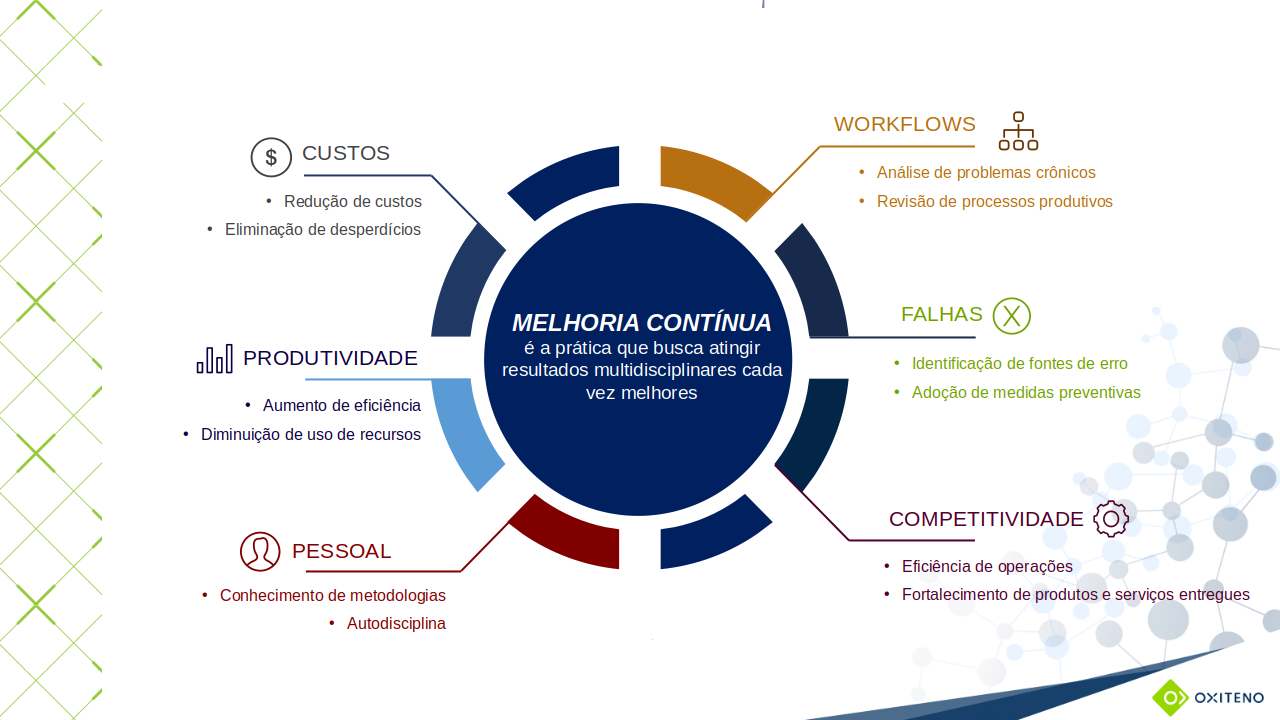 CUSTOS
• Redução de custos
• Eliminação de desperdícios
PRODUTIVIDADE
• Aumento de eficiência
• Diminuição de uso de recursos
PESSOAL
• Conhecimento de metodologias
• Autodisciplina
MELHORIA CONTÍNUA
é a prática que busca atingir
resultados multidisciplinares cada
vez melhores
WORKFLOWS
• Análise de problemas crônicos
• Revisão de processos produtivos
FALHAS
• Identificação de fontes de erro
• Adoção de medidas preventivas
COMPETITIVIDADE
• Eficiência de operações
• Fortalecimento de produtos e serviços entregues
OXITENO